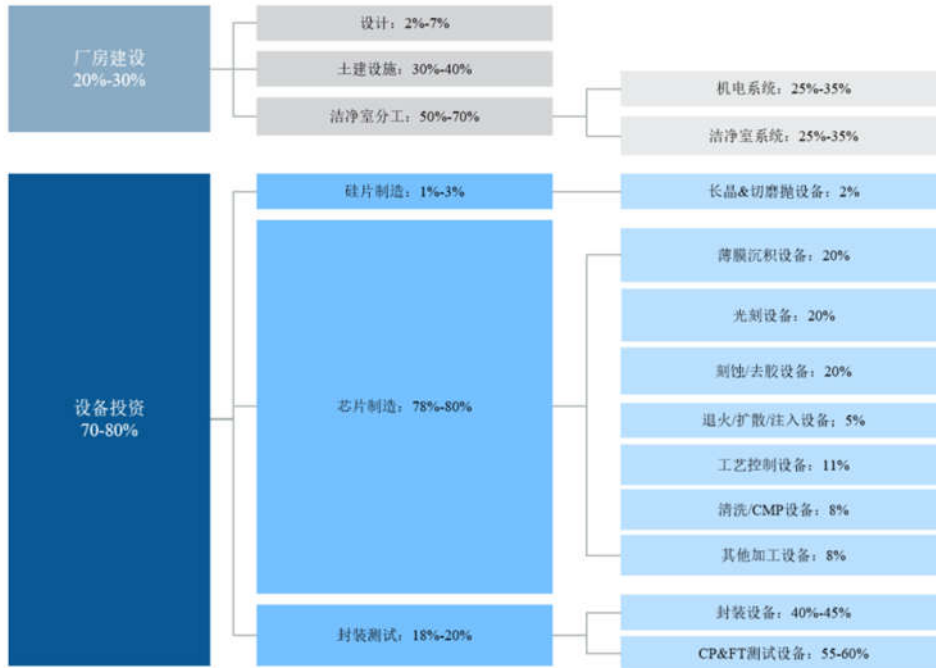 厂房建设
20%-30%
设计：2%-7%
土建设施：30%-40%
洁净室分工：50%-70%
机电系统：25%-35%
洁净室系统：25%-35%
设备投资
70-80%
硅片制造：1%-3%
长晶&切磨抛设备：2%
芯片制造：78%-80%
薄膜沉积设备：20%
光刻设备：20%
刻蚀/去胶设备：20%
退火/扩散/注入设备：5%
工艺控制设备：11%
清洗/CMP设备：8%
其他加工设备：8%
封装测试：18%-20%
封装设备：40%-45%
CP&FT测试设备：55-60%